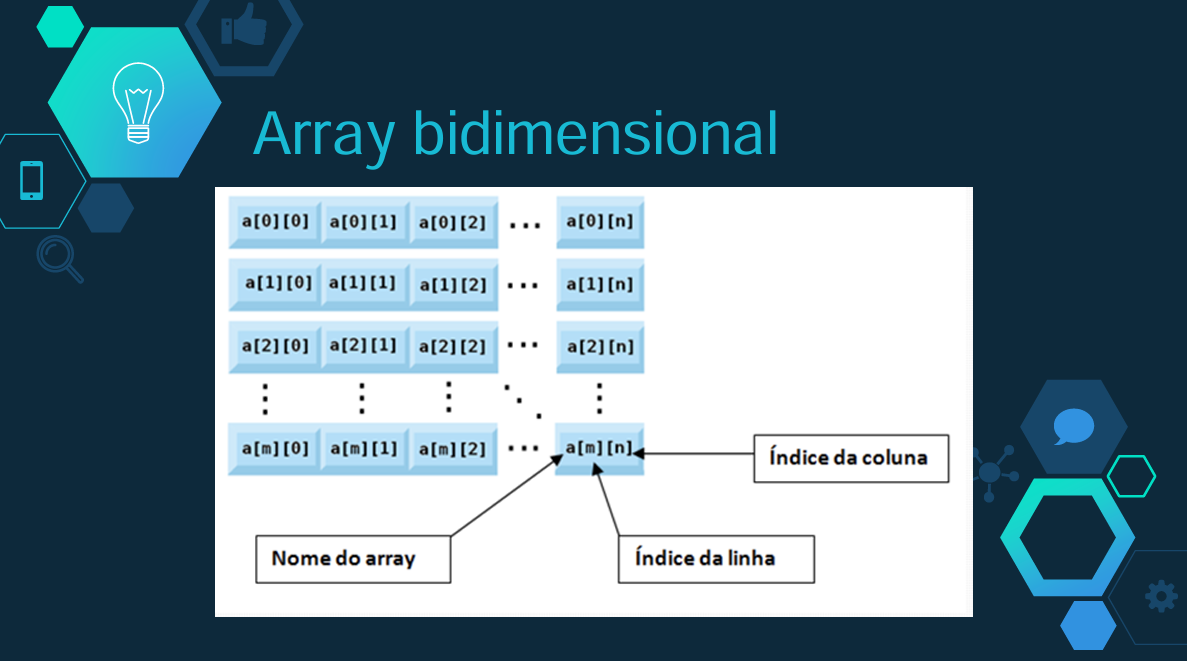 Array bidimensional
a[0][0] a[0][1] a[0][2] ... a[0][n]
a[1][0] a[1][1] a[1][2] ... a[1][n]
a[2][0] a[2][1] a[2][2] ... a[2][n]
a[m][0] a[m][1] a[m][2] ... a[m][n]
Índice da coluna
Nome do array
Índice da linha